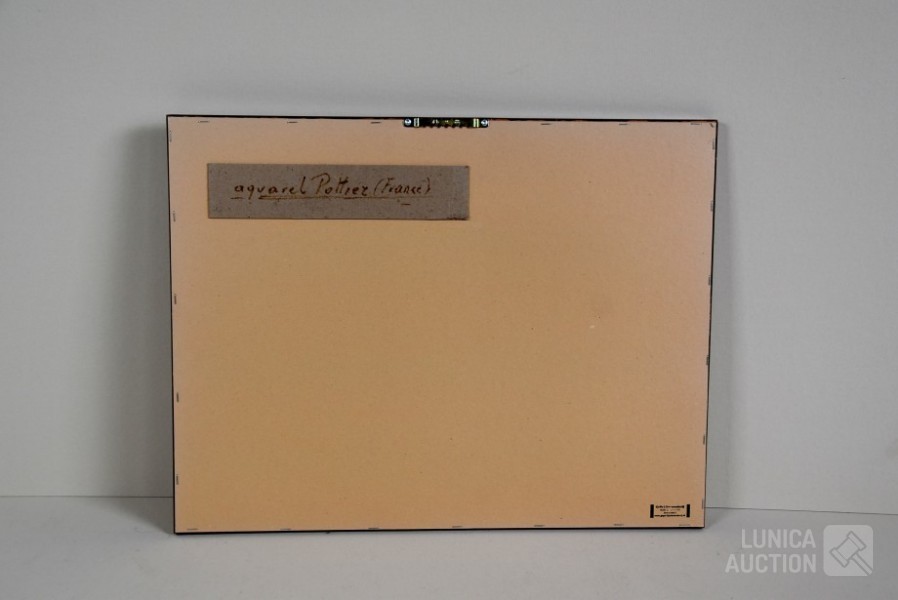 aquarel Pottier (France)
LUNICA
AUCTION